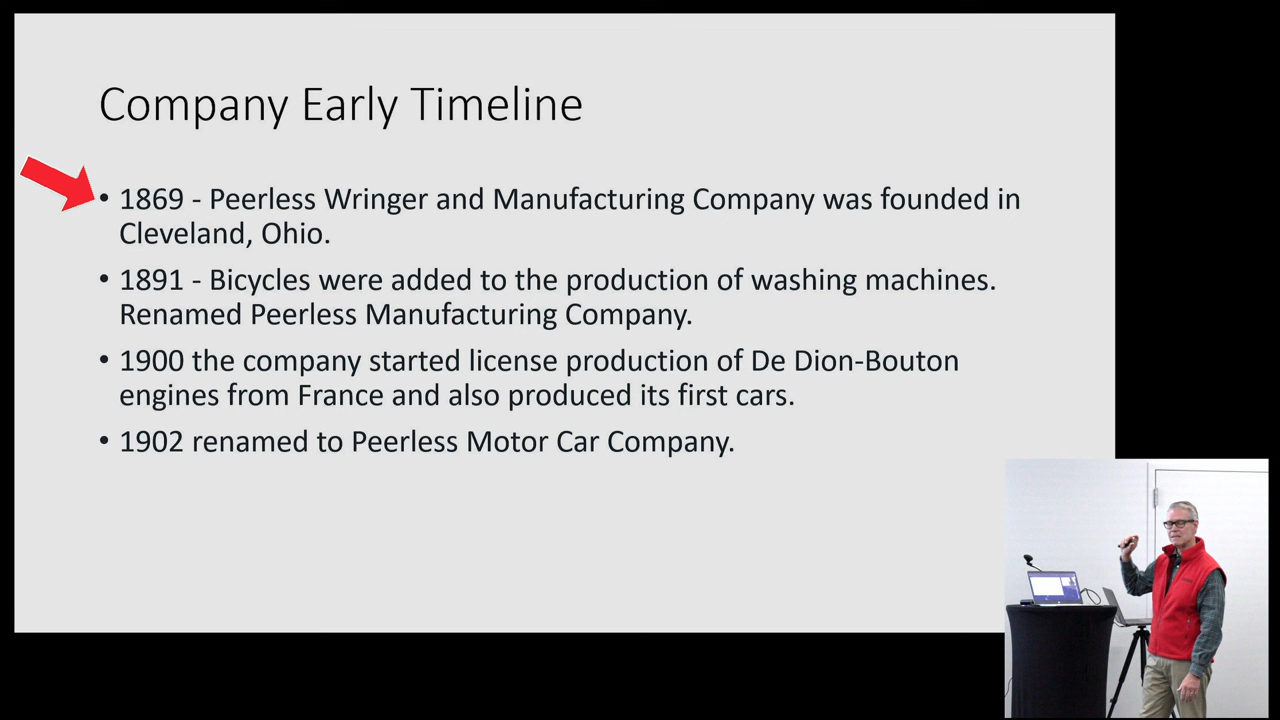 Company Early Timeline
• 1869 - Peerless Wringer and Manufacturing Company was founded in
Cleveland, Ohio.
• 1891 - Bicycles were added to the production of washing machines.
Renamed Peerless Manufacturing Company.
• 1900 the company started license production of De Dion-Bouton
engines from France and also produced its first cars.
• 1902 renamed to Peerless Motor Car Company.